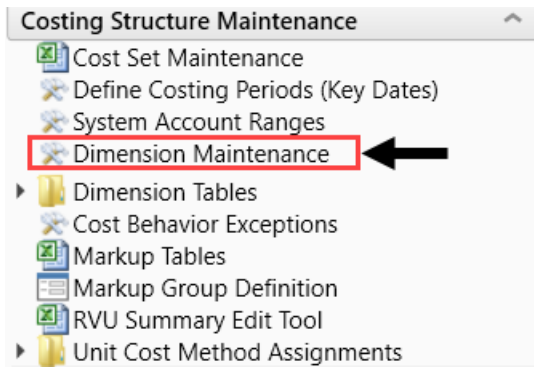 Costing Structure Maintenance
Cost Set Maintenance
Define Costing Periods (Key Dates)
System Account Ranges
Dimension Maintenance
Dimension Tables
Cost Behavior Exceptions
Markup Tables
Markup Group Definition
RVU Summary Edit Tool
Unit Cost Method Assignments